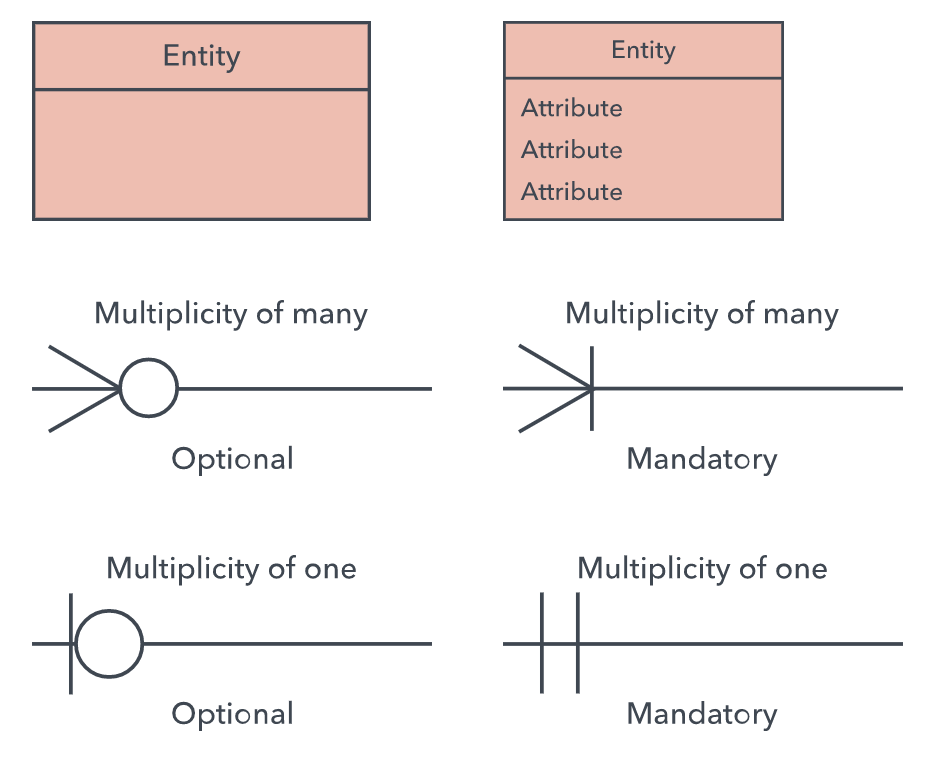 Entity
Entity
Attribute
Attribute
Attribute
Multiplicity of many
Optional
Multiplicity of many
Mandatory
Multiplicity of one
Optional
Multiplicity of one
Mandatory